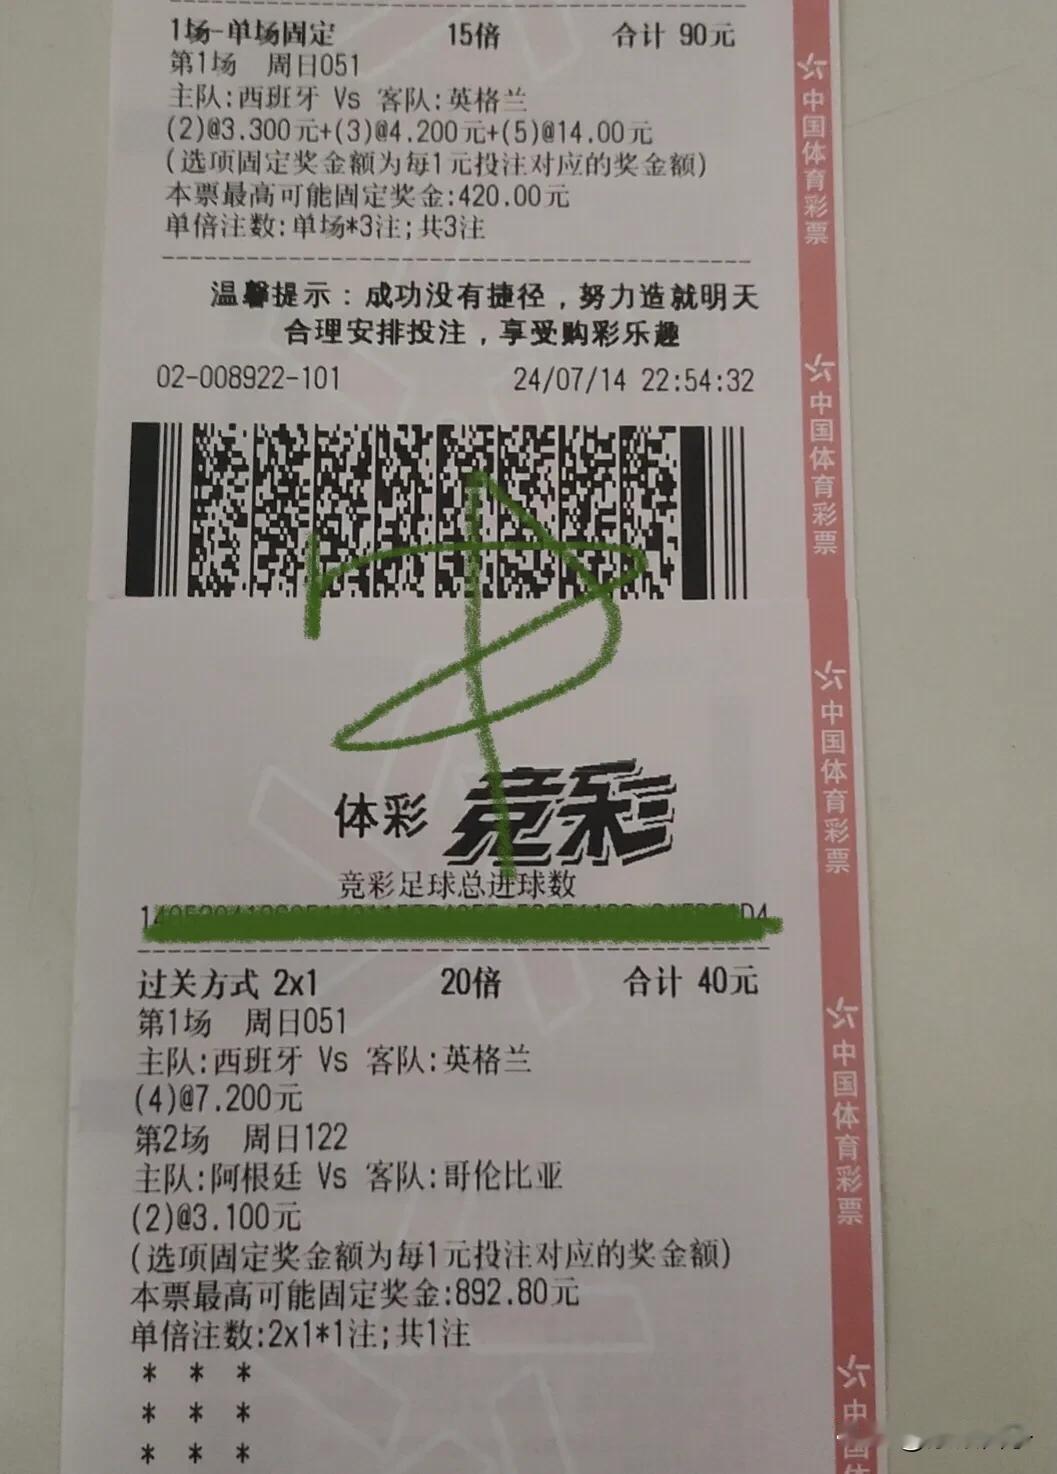 1场-单场固定 15倍 合计 90元
第1场 周日051
主队:西班牙 Vs 客队:英格兰
(2)@3.300元+(3)@4.200元+(5)@14.00元
(选项固定奖金额为每1元投注对应的奖金额)
本票最高可能固定奖金:420.00元
单倍注数:单场*3注;共3注
温馨提示：成功没有捷径，努力造就明天
合理安排投注，享受购彩乐趣
02-008922-101 24/07/14 22:54:32
体彩 竞彩
竞彩足球总进球数
过关方式 2x1 20倍 合计 40元
第1场 周日051
主队:西班牙 Vs 客队:英格兰
(4)@7.200元
第2场 周日122
主队:阿根廷 Vs 客队:哥伦比亚
(2)@3.100元
(选项固定奖金额为每1元投注对应的奖金额)
本票最高可能固定奖金:892.80元
单倍注数:2x1*1注;共1注
* * *
* * *
* * *
中国体育彩票
中国体育彩票
中国体育彩票
中国体育彩票
中国体